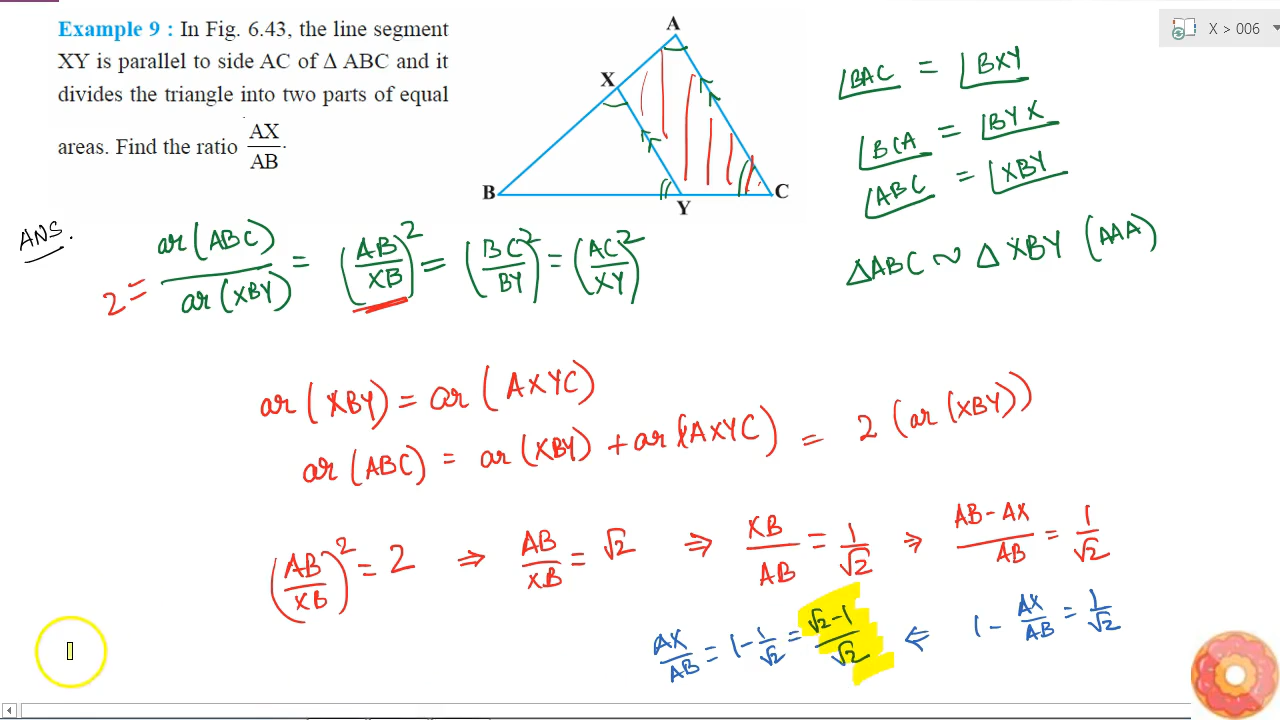 Example 9 : In Fig. 6.43, the line segment
XY is parallel to side AC of Δ ABC and it
divides the triangle into two parts of equal
areas. Find the ratio AX/AB.
A
X
B
Y
C
X > 006
∠BAC = ∠BXY
∠BCA = ∠BYX
∠ABC = ∠XBY
ΔABC ~ Δ XBY (AAA)
ANS.
2 = ar(ABC)/ar(XBY) = (AB/XB)² = (BC/BY)² = (AC/XY)²
ar(XBY) = ar(AXYC)
ar(ABC) = ar(XBY) + ar(AXYC) = 2(ar(XBY))
(AB/XB)² = 2 ⇒ AB/XB = √2 ⇒ XB/AB = 1/√2 ⇒ AB-AX/AB = 1/√2
AX/AB = 1 - 1/√2 = √2-1/√2 ⇐ 1 - AX/AB = 1/√2